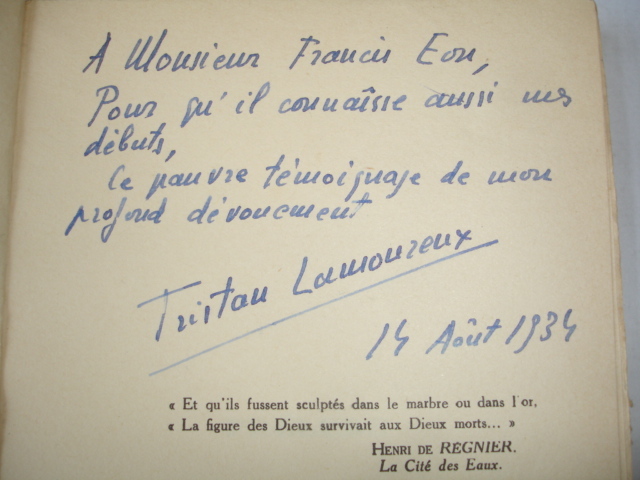 A Monsieur Francis Eon,
Pour qu'il connaîsse aussi mes
débuts,
Ce pauvre témoignage de mon
profond dévouement
Tristan Lamoureux
14 Août 1934
« Et qu'ils fussent sculptés dans le marbre ou dans l'or,
« La figure des Dieux survivait aux Dieux morts... »
HENRI DE REGNIER.
La Cité des Eaux.